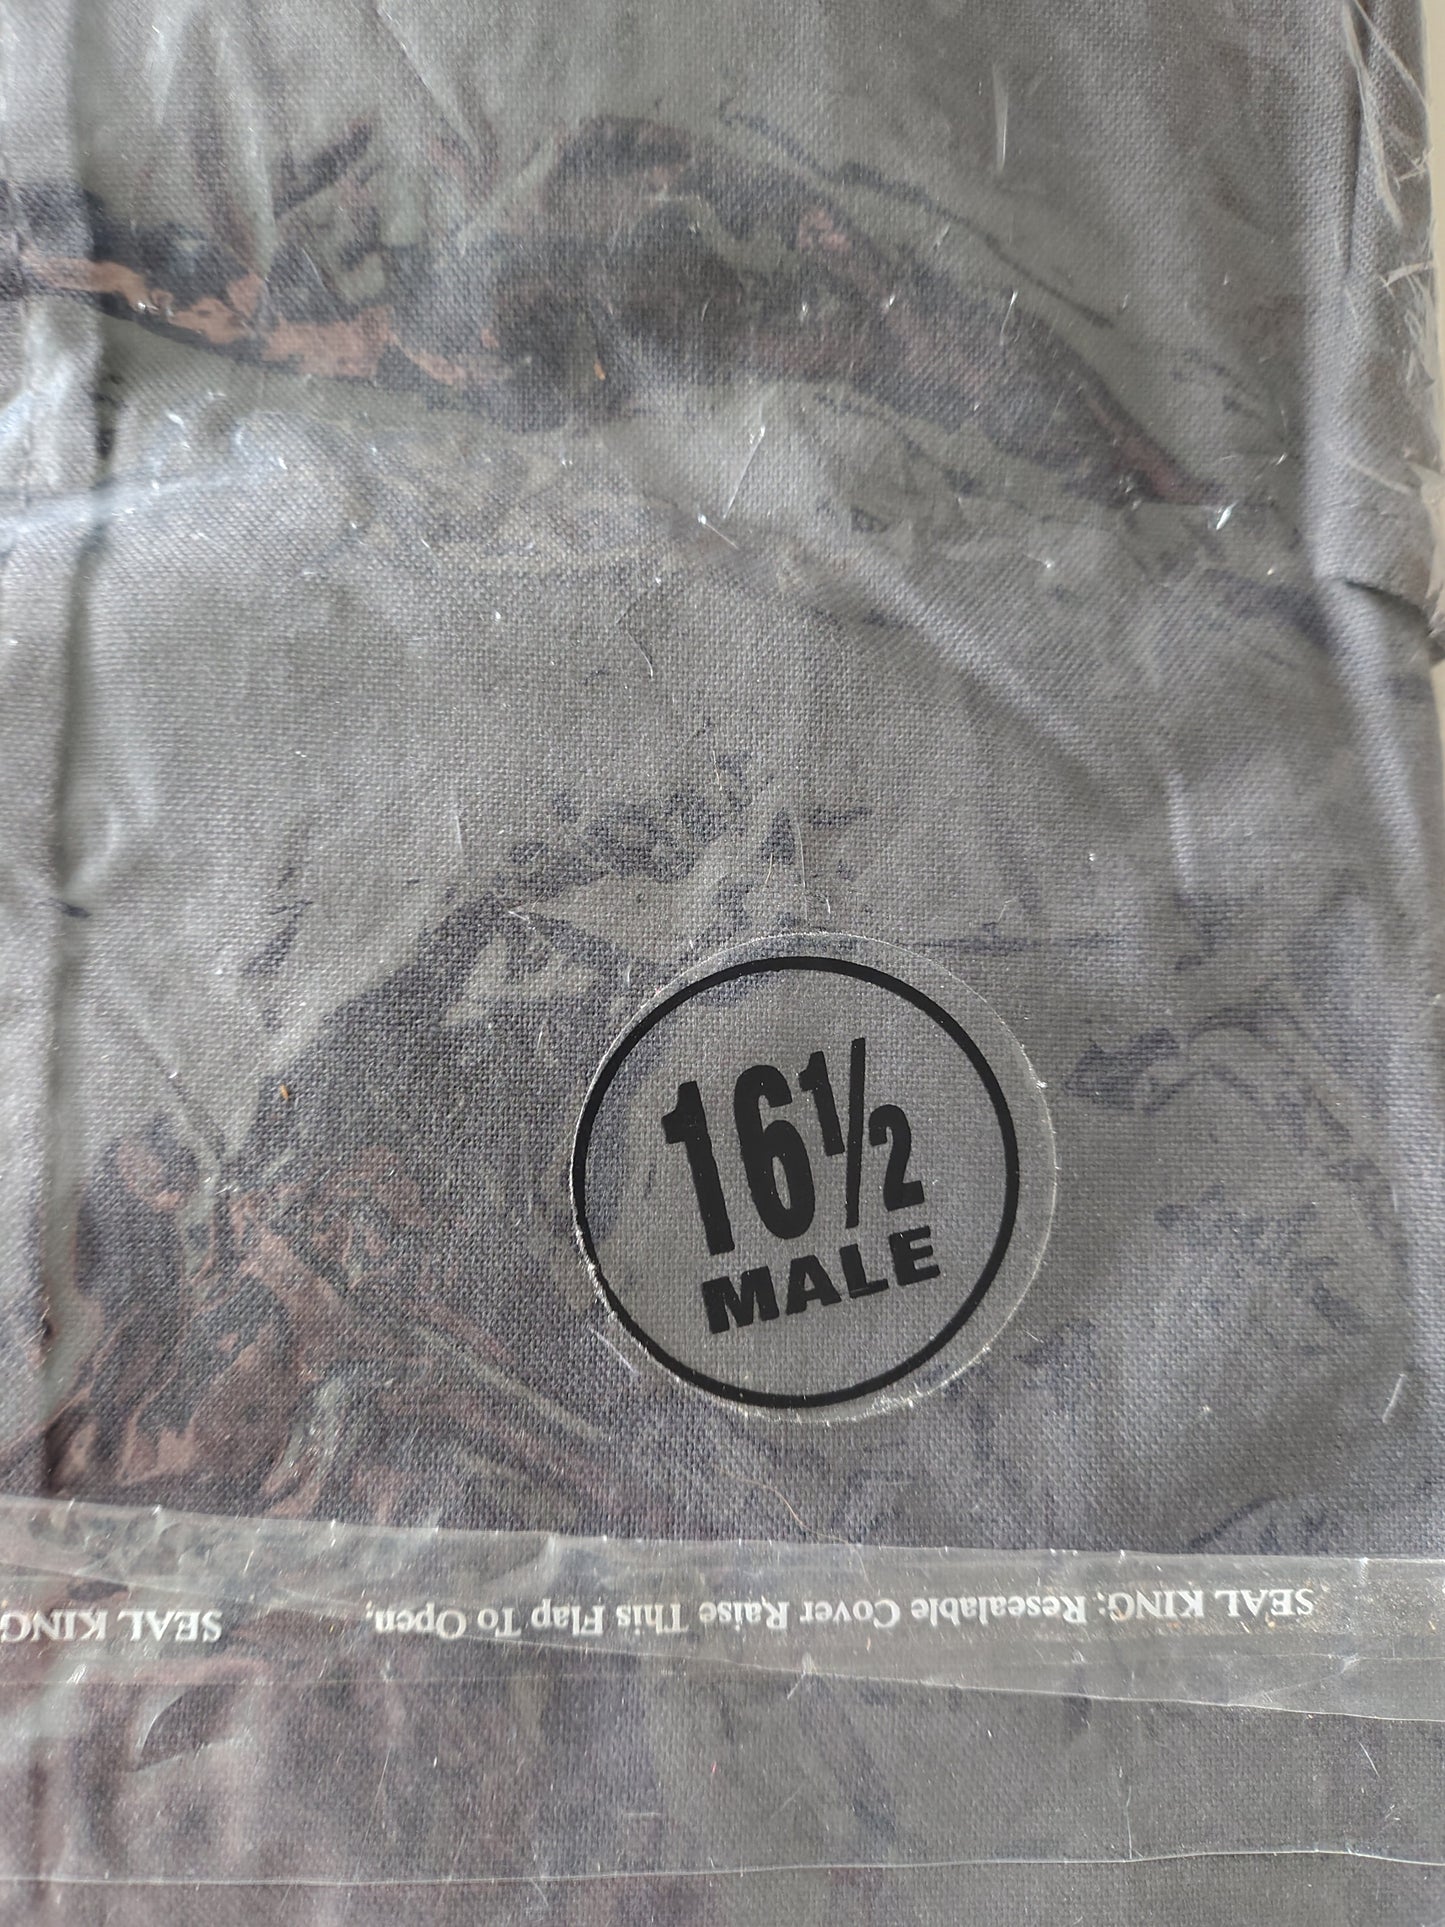 16½
MALE
SEAL KING: Resealable Cover Raise This Flap To Open,
SEAL KING